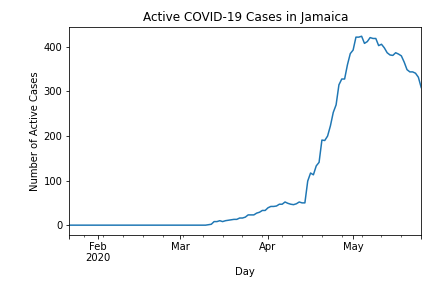 Active COVID-19 Cases in Jamaica
Number of Active Cases
400
300
200
100
0
Feb Mar Apr May
2020
Day